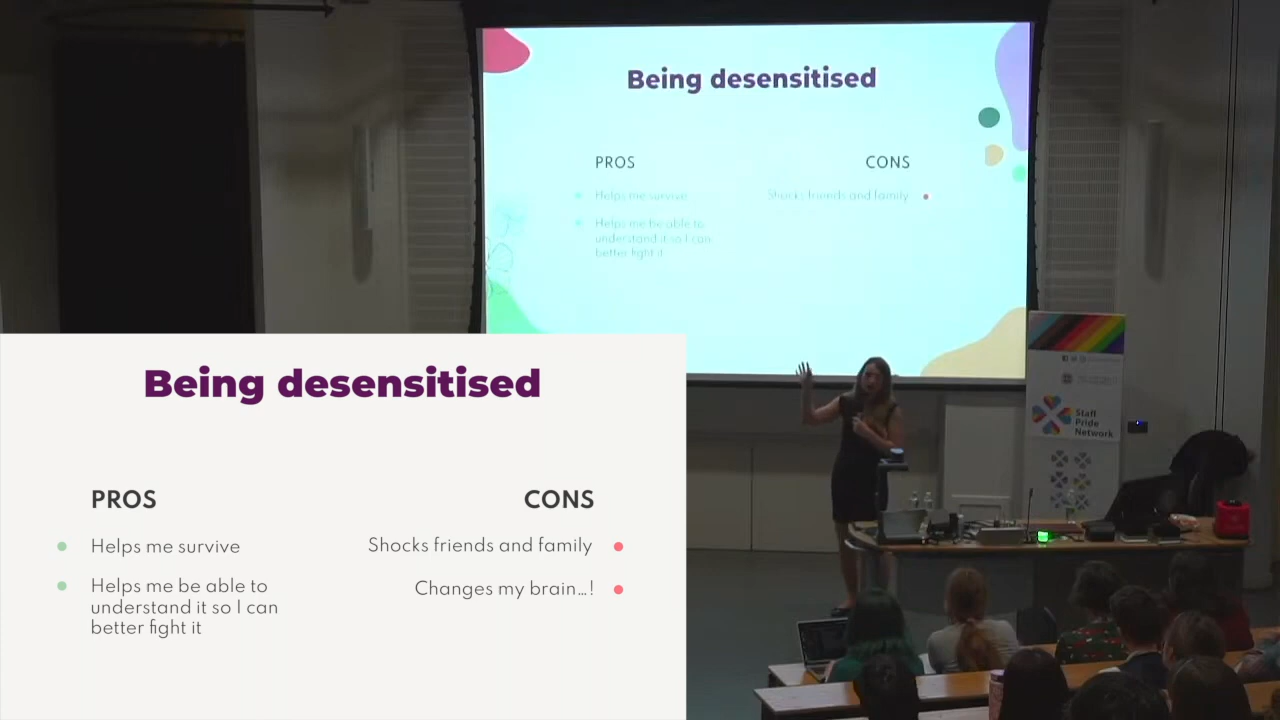 Being desensitised
PROS
CONS
Helps me survive
Shocks friends and family
Helps me be able to
understand it so I can
better fight it
Staff
Pride
Network
Being desensitised
PROS
CONS
Helps me survive
Shocks friends and family
Helps me be able to
Changes my brain...!
understand it so I can
better fight it